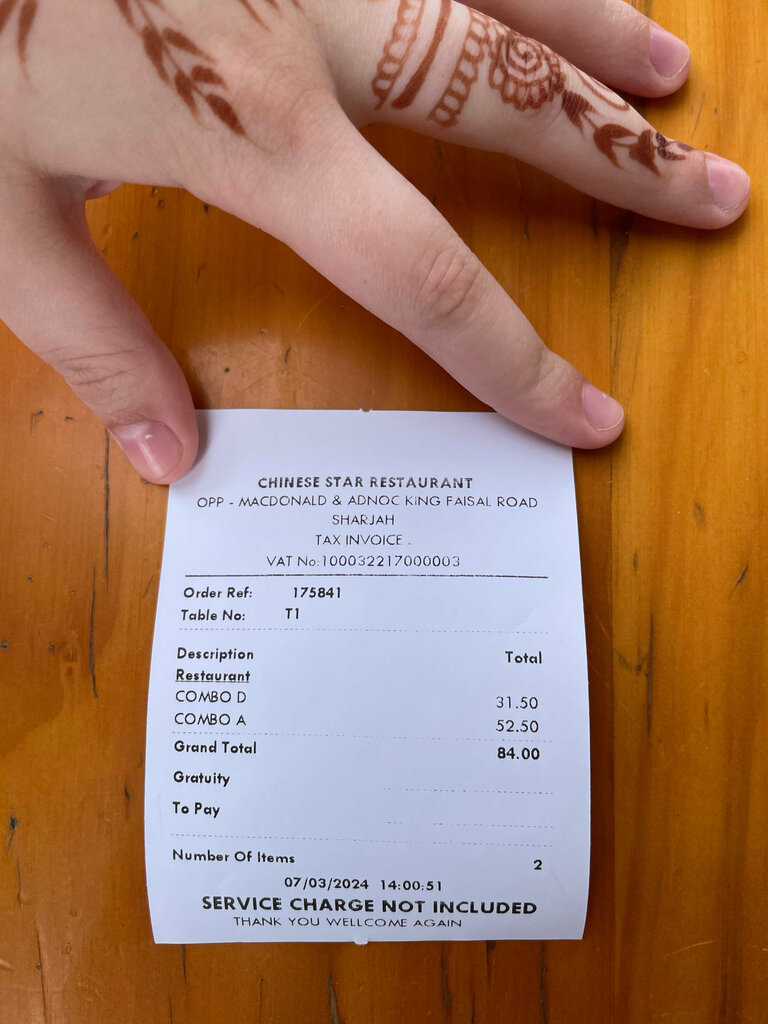 CHINESE STAR RESTAURANT
OPP - MACDONALD & ADNOC KING FAISAL ROAD
SHARJAH
TAX INVOICE .
VAT No:100032217000003
Order Ref: 175841
Table No: T1
Description Total
Restaurant
COMBO D 31.50
COMBO A 52.50
Grand Total 84.00
Gratuity
To Pay
Number Of Items 2
07/03/2024 14:00:51
SERVICE CHARGE NOT INCLUDED
THANK YOU WELLCOME AGAIN